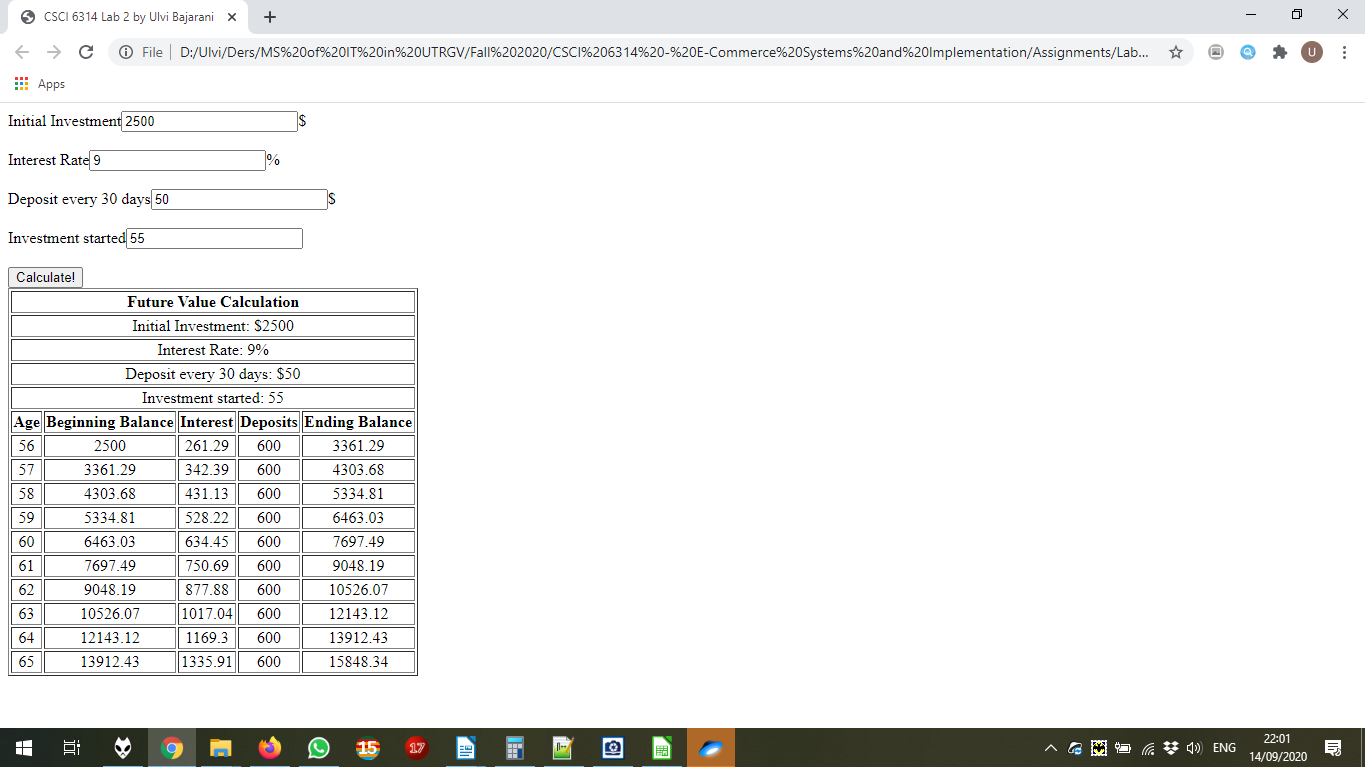 CSCI 6314 Lab 2 by Ulvi Bajarani
File | D:/Ulvi/Ders/MS%20of%20IT%20in%20UTRGV/Fall%202020/CSCI%206314%20-%20E-Commerce%20Systems%20and%20Implementation/Assignments/Lab...
U
Apps
Initial Investment 2500 $
Interest Rate 9 %
Deposit every 30 days 50 $
Investment started 55
Calculate!
Future Value Calculation
Initial Investment: $2500
Interest Rate: 9%
Deposit every 30 days: $50
Investment started: 55
Age Beginning Balance Interest Deposits Ending Balance
56 2500 261.29 600 3361.29
57 3361.29 342.39 600 4303.68
58 4303.68 431.13 600 5334.81
59 5334.81 528.22 600 6463.03
60 6463.03 634.45 600 7697.49
61 7697.49 750.69 600 9048.19
62 9048.19 877.88 600 10526.07
63 10526.07 1017.04 600 12143.12
64 12143.12 1169.3 600 13912.43
65 13912.43 1335.91 600 15848.34
15 17 ENG 22:01
14/09/2020